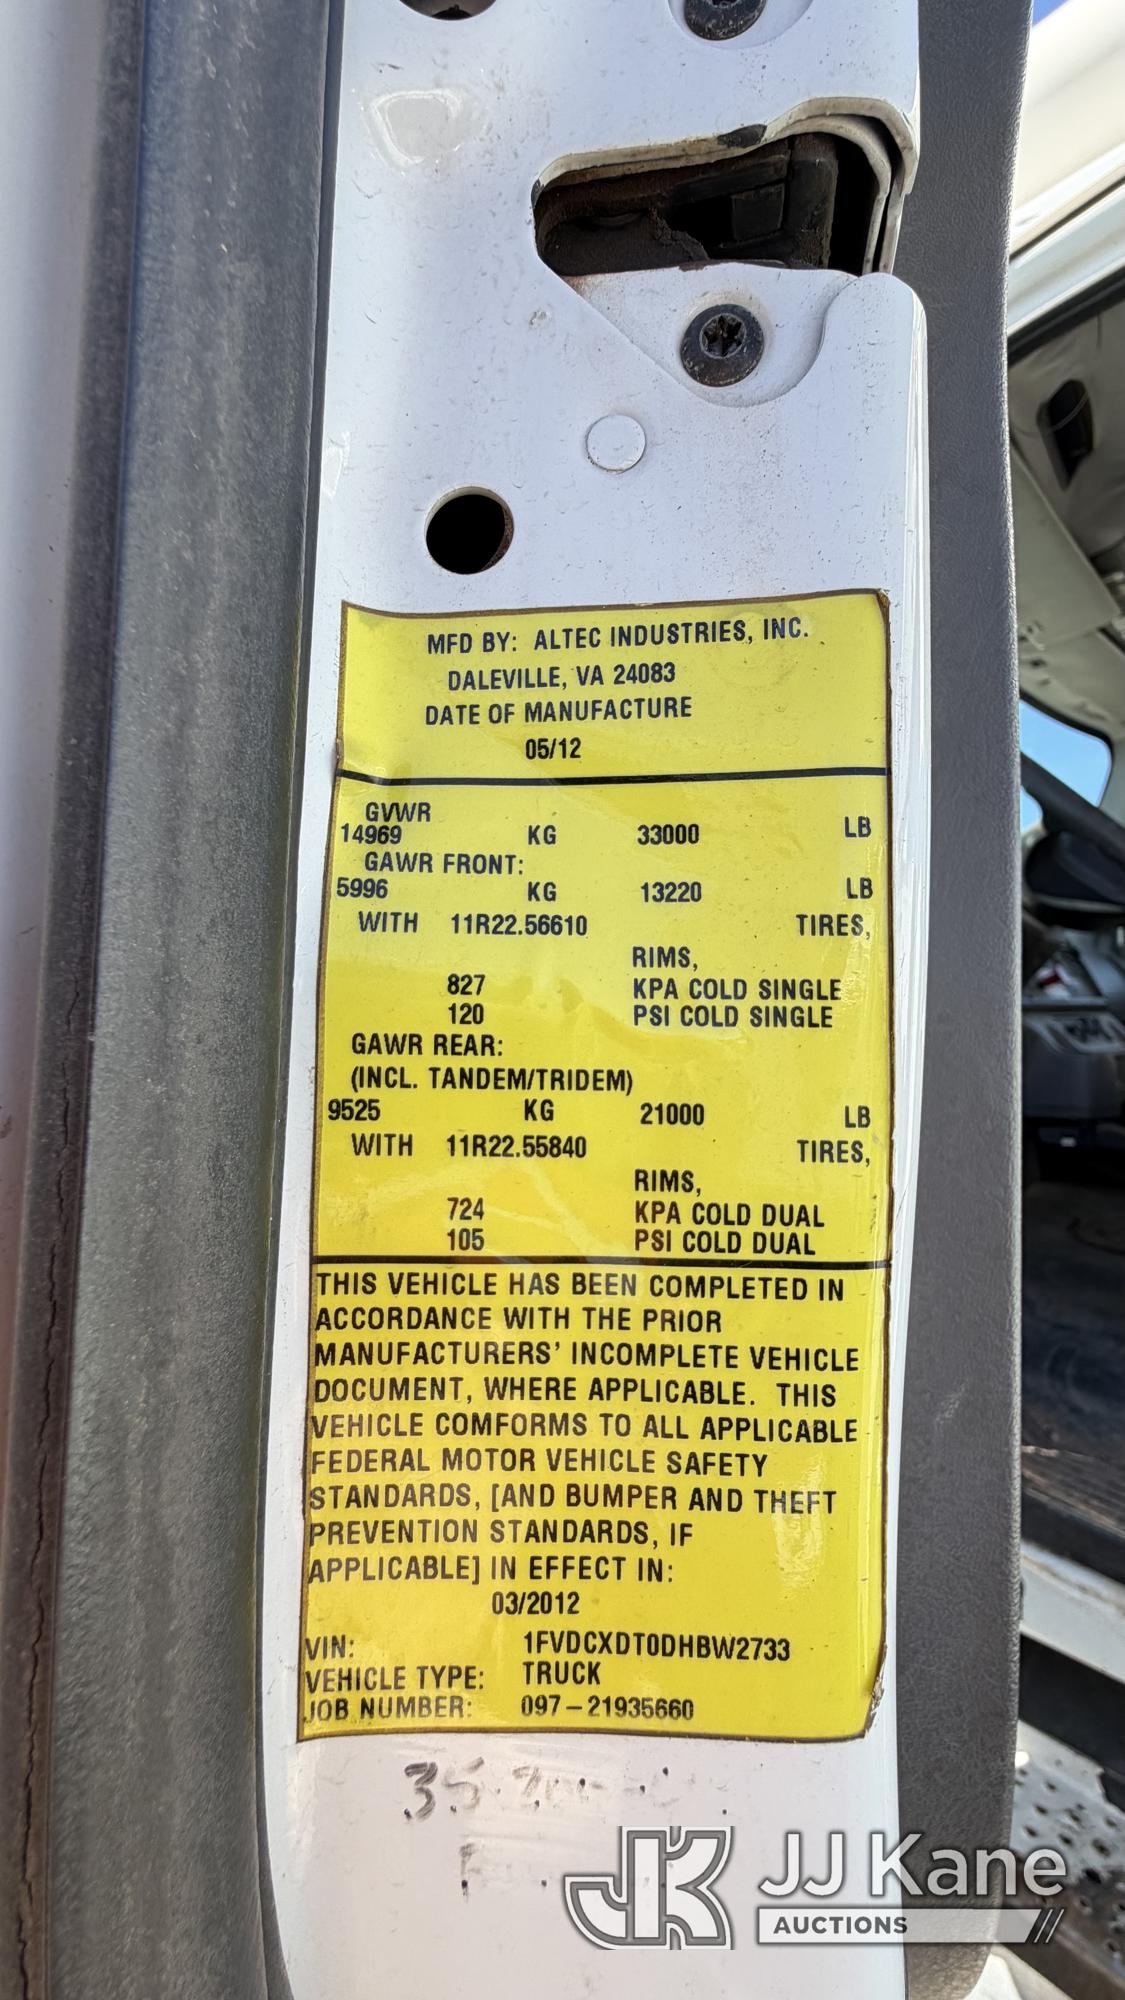 MFD BY: ALTEC INDUSTRIES, INC.
DALEVILLE, VA 24083
DATE OF MANUFACTURE
05/12
GVWR
14969 KG 33000 LB
GAWR FRONT:
5996 KG 13220 LB
WITH 11R22.56610 TIRES,
RIMS,
827 KPA COLD SINGLE
120 PSI COLD SINGLE
GAWR REAR:
(INCL. TANDEM/TRIDEM)
9525 KG 21000 LB
WITH 11R22.55840 TIRES,
RIMS,
724 KPA COLD DUAL
105 PSI COLD DUAL
THIS VEHICLE HAS BEEN COMPLETED IN
ACCORDANCE WITH THE PRIOR
MANUFACTURERS' INCOMPLETE VEHICLE
DOCUMENT, WHERE APPLICABLE. THIS
VEHICLE COMFORMS TO ALL APPLICABLE
FEDERAL MOTOR VEHICLE SAFETY
STANDARDS, [AND BUMPER AND THEFT
PREVENTION STANDARDS, IF
APPLICABLE] IN EFFECT IN:
03/2012
VIN: 1FVDCXDT0DHBW2733
VEHICLE TYPE: TRUCK
JOB NUMBER: 097-21935660
JK JJ Kane
AUCTIONS